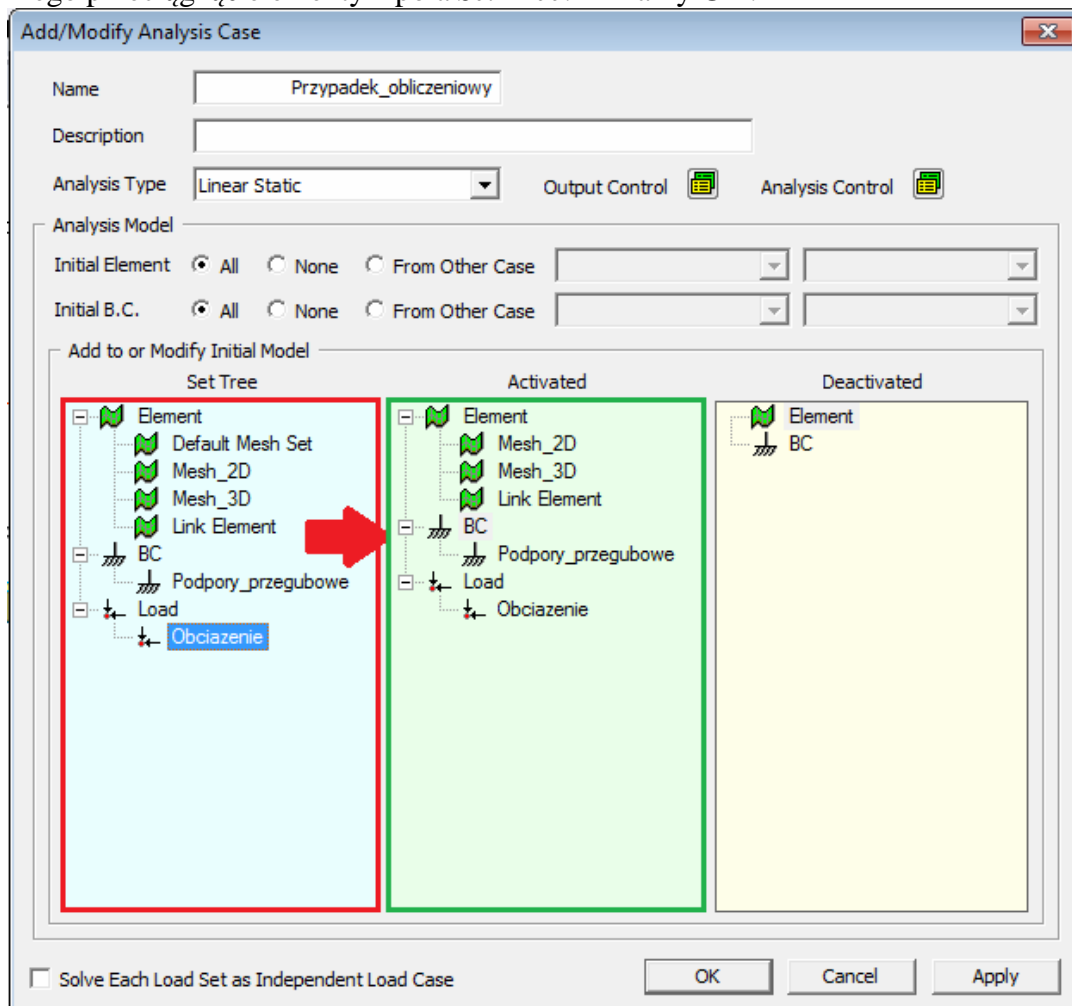 Add/Modify Analysis Case
Name Przypadek_obliczeniowy
Description
Analysis Type Linear Static Output Control Analysis Control
Analysis Model
Initial Element All None From Other Case
Initial B.C. All None From Other Case
Add to or Modify Initial Model
Set Tree Activated Deactivated
Element
Default Mesh Set
Mesh_2D
Mesh_3D
Link Element
BC
Podpory_przegubowe
Load
Obciazenie
Element
Mesh_2D
Mesh_3D
Link Element
BC
Podpory_przegubowe
Load
Obciazenie
Element
BC
Solve Each Load Set as Independent Load Case OK Cancel Apply